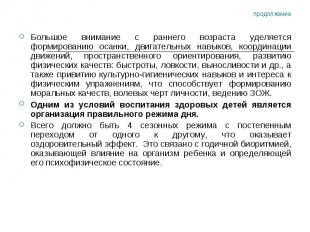 продолжение
Большое внимание с раннего возраста уделяется
формированию осанки, двигательных навыков, координации
движений, пространственного ориентирования, развитию
физических качеств: быстроты, ловкости, выносливости и др., а
также привитию культурно-гигиенических навыков и интереса к
физическим упражнениям, что способствует формированию
моральных качеств, волевых черт личности, ведению ЗОЖ.
Одним из условий воспитания здоровых детей является
организация правильного режима дня.
Всего должно быть 4 сезонных режима с постепенным
переходом от одного к другому, что оказывает
оздоровительный эффект. Это связано с годичной биоритмией,
оказывающей влияние на организм ребенка и определяющей
его психофизическое состояние.